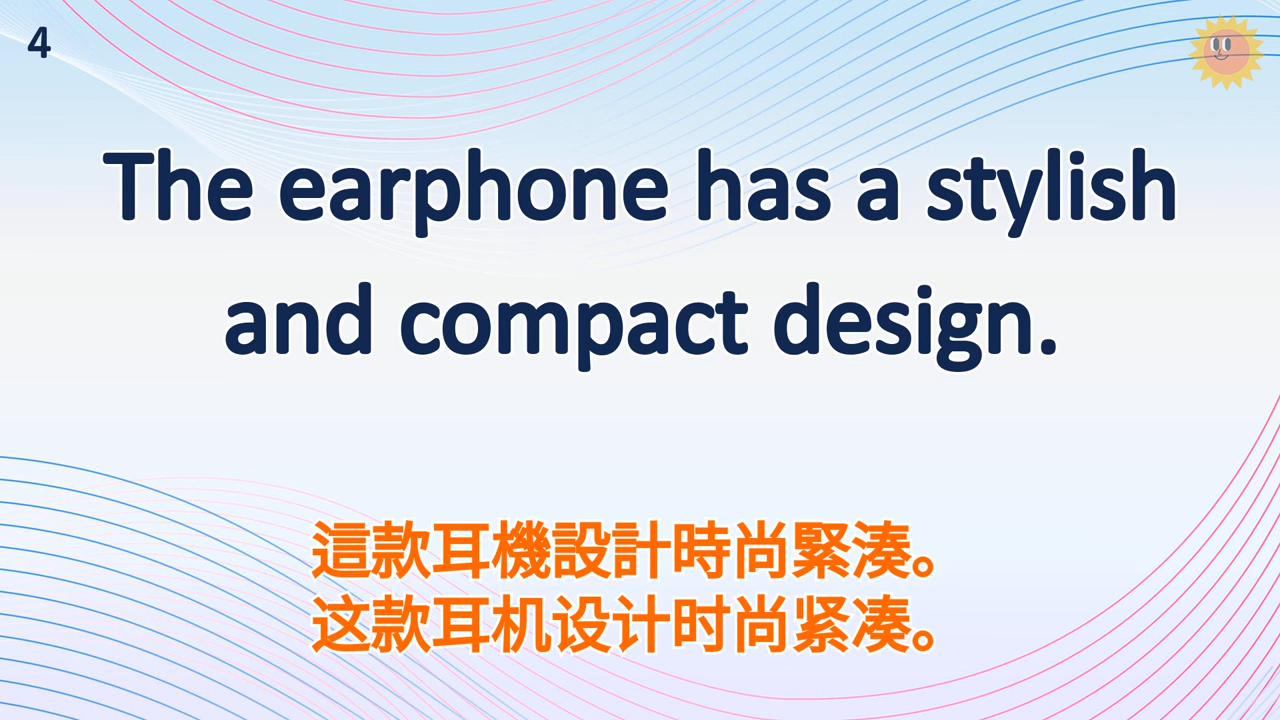 4
The earphone has a stylish
and compact design.
這款耳機設計時尚緊湊。
这款耳机设计时尚紧凑。